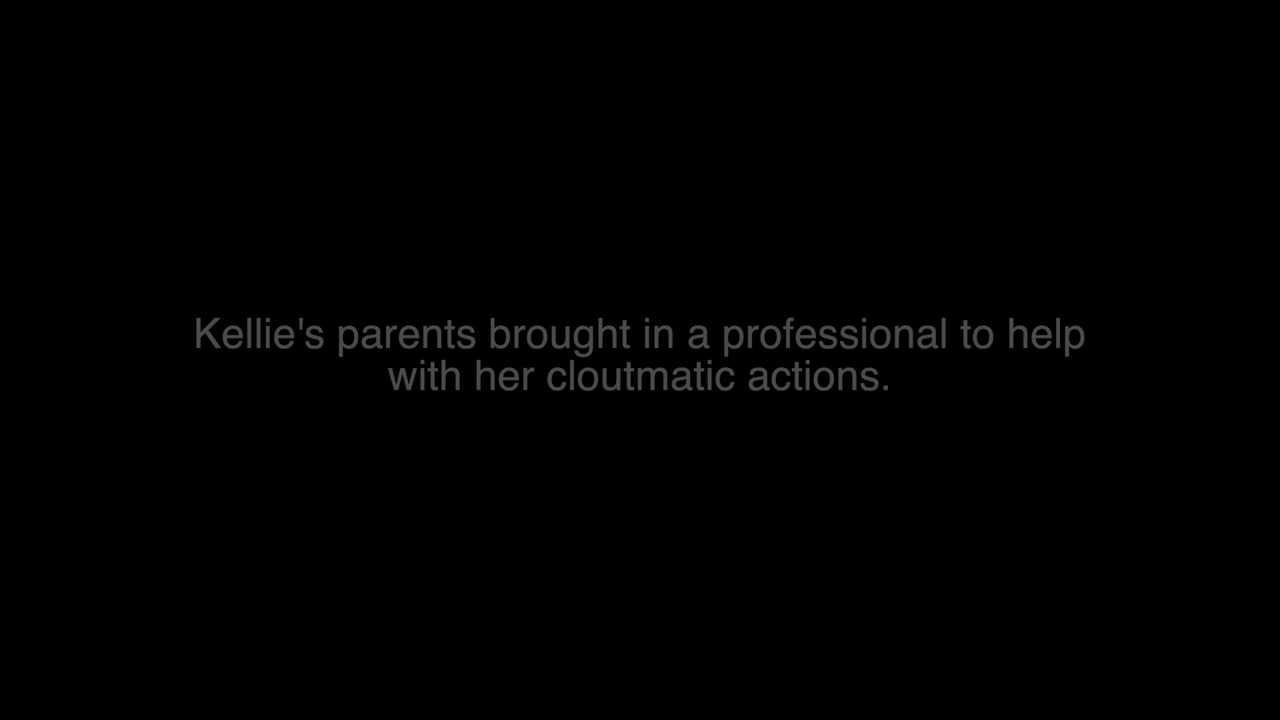 Kellie's parents brought in a professional to help
with her cloutmatic actions.